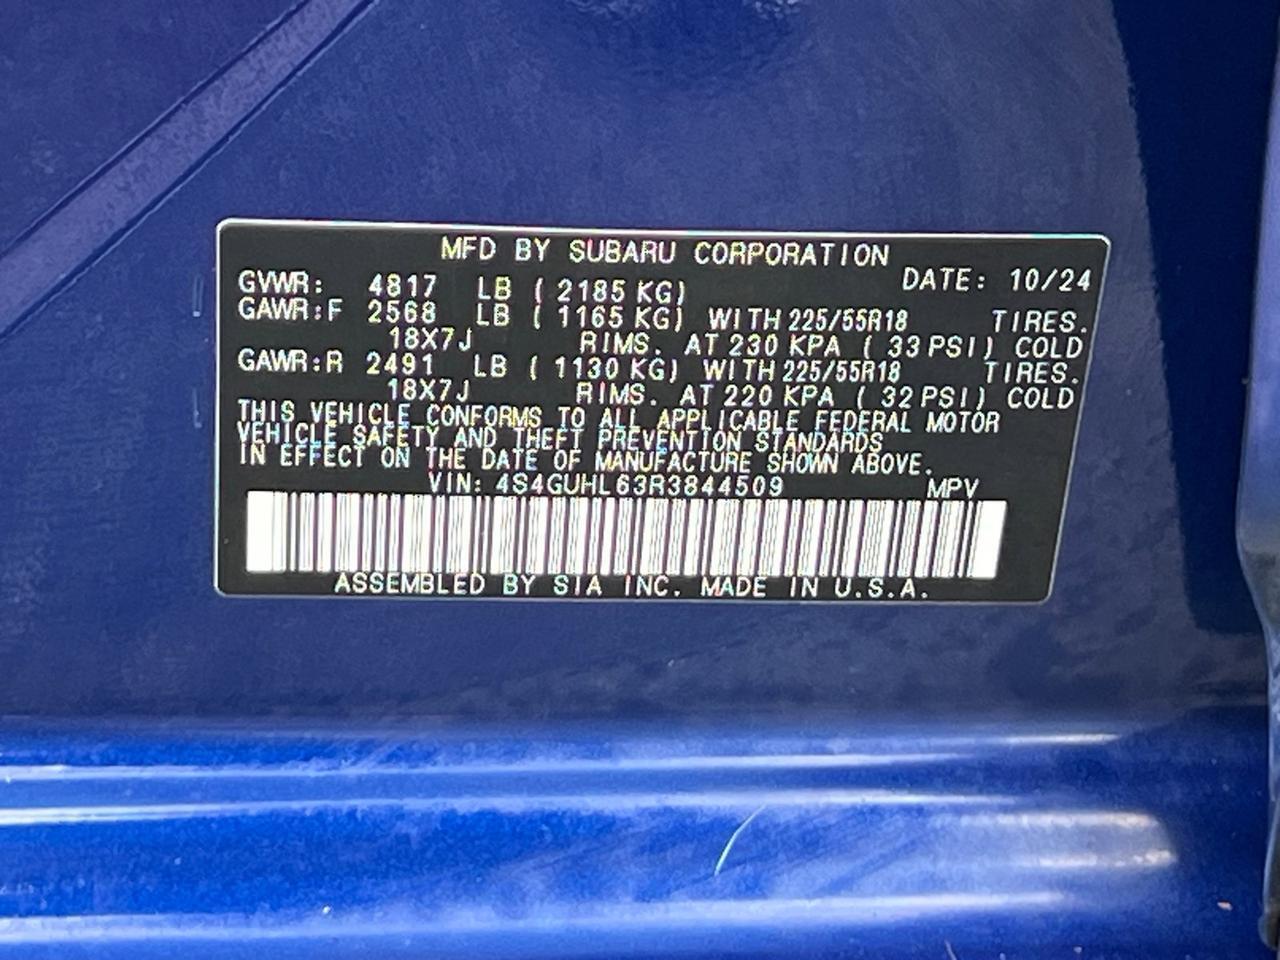 MFD BY SUBARU CORPORATION
GVWR: 4817 LB ( 2185 KG) DATE: 10/24
GAWR:F 2568 LB ( 1165 KG) WITH 225/55R18 TIRES.
18X7J RIMS. AT 230 KPA ( 33 PSI) COLD
GAWR:R 2491 LB ( 1130 KG) WITH 225/55R18 TIRES.
18X7J RIMS. AT 220 KPA ( 32 PSI) COLD
THIS VEHICLE CONFORMS TO ALL APPLICABLE FEDERAL MOTOR
VEHICLE SAFETY AND THEFT PREVENTION STANDARDS
IN EFFECT ON THE DATE OF MANUFACTURE SHOWN ABOVE.
VIN: 4S4GUHL63R3844509 MPV
ASSEMBLED BY SIA INC. MADE IN U.S.A.